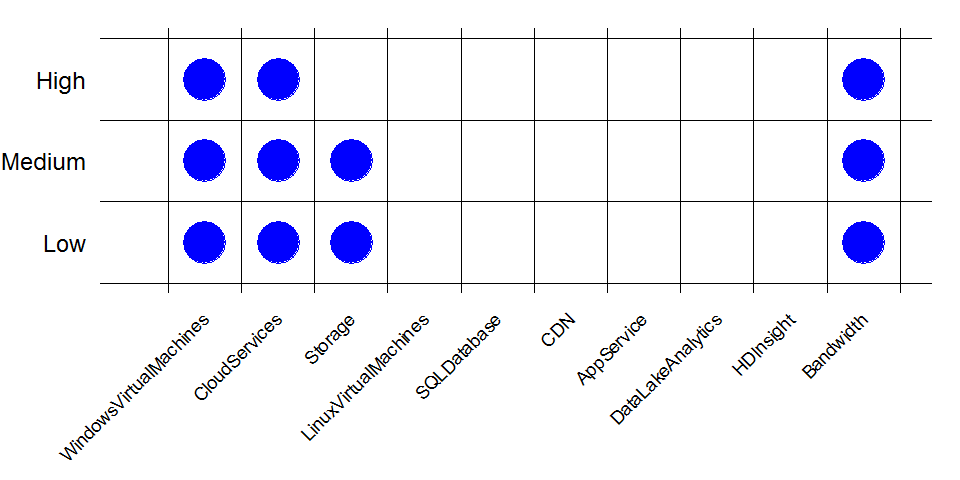 High
Medium
Low
WindowsVirtualMachines
CloudServices
Storage
LinuxVirtualMachines
SQLDatabase
CDN
AppService
DataLakeAnalytics
HDInsight
Bandwidth